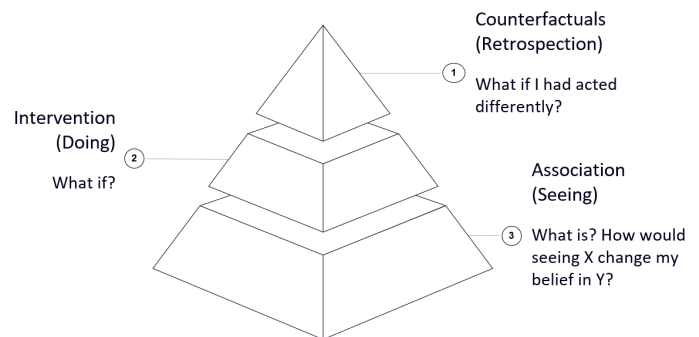 Counterfactuals
(Retrospection)
1
What if I had acted
differently?
Intervention
(Doing)
2
What if?
Association
(Seeing)
3
What is? How would
seeing X change my
belief in Y?